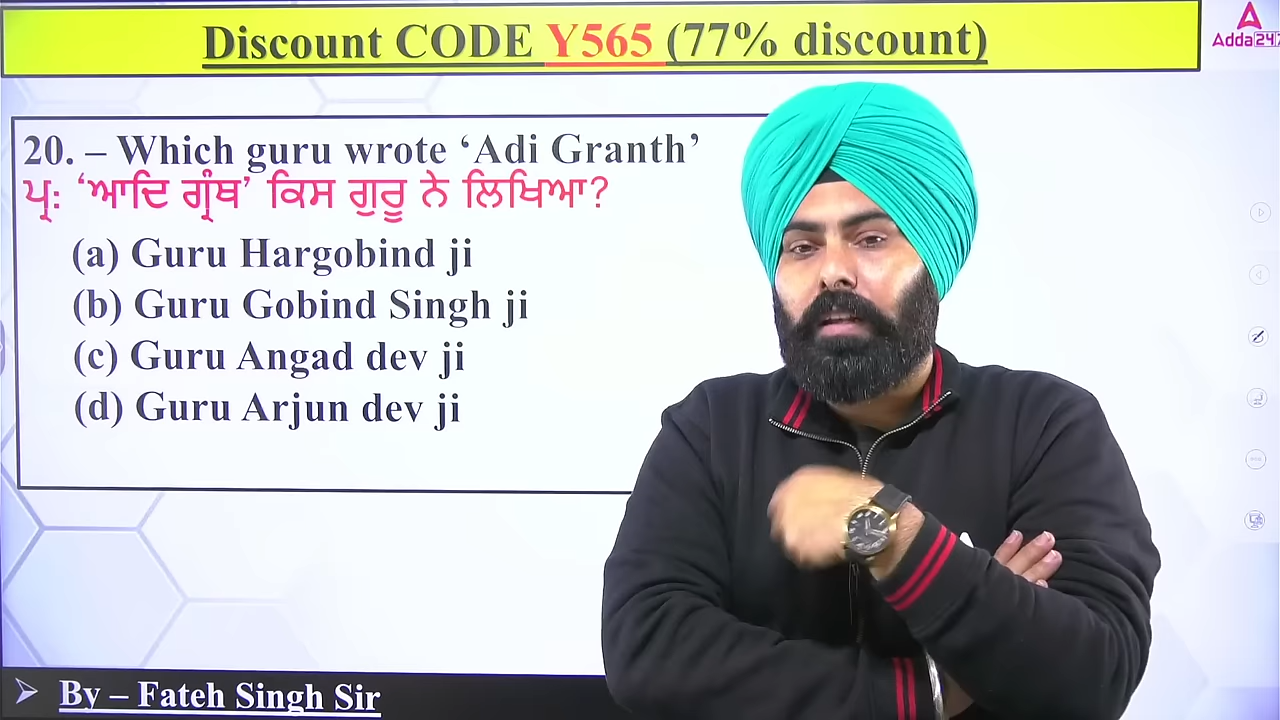 Discount CODE Y565 (77% discount)
Adda247
20. – Which guru wrote ‘Adi Granth’
ਪ੍ਰ: ‘ਆਦਿ ਗ੍ਰੰਥ’ ਕਿਸ ਗੁਰੂ ਨੇ ਲਿਖਿਆ?
(a) Guru Hargobind ji
(b) Guru Gobind Singh ji
(c) Guru Angad dev ji
(d) Guru Arjun dev ji
By – Fateh Singh Sir